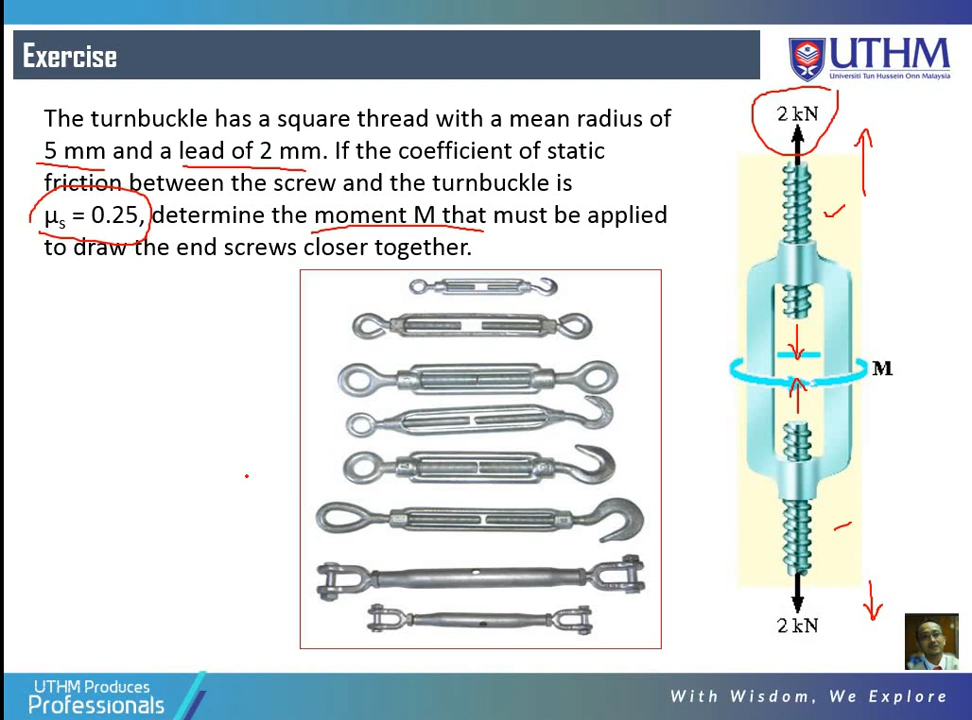 Exercise
UTHM
Universiti Tun Hussein Onn Malaysia
The turnbuckle has a square thread with a mean radius of
5 mm and a lead of 2 mm. If the coefficient of static
friction between the screw and the turnbuckle is
μs = 0.25, determine the moment M that must be applied
to draw the end screws closer together.
2 kN
M
2 kN
UTHM Produces
Professionals
With Wisdom, We Explore